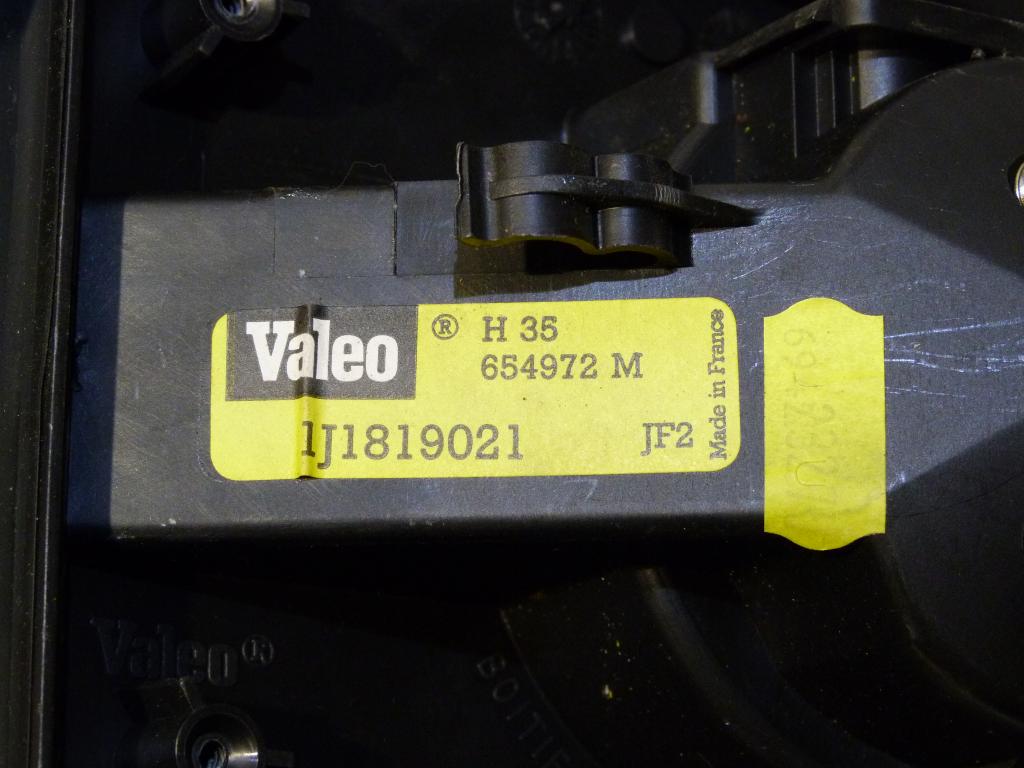 Valeo ® H 35
654972 M
1J1819021 JF2
Made in France
Valeo®